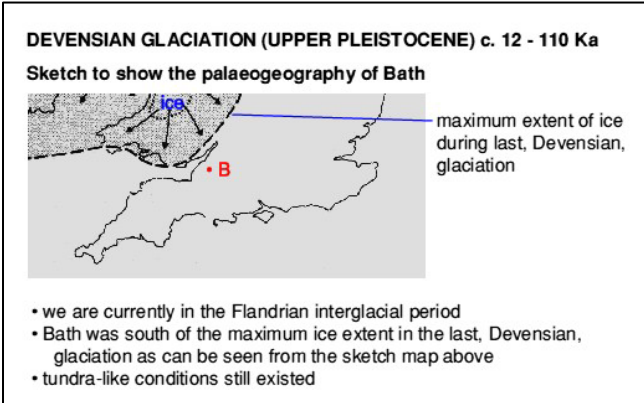 DEVENSIAN GLACIATION (UPPER PLEISTOCENE) c. 12 - 110 Ka
Sketch to show the palaeogeography of Bath
ice
maximum extent of ice
during last, Devensian,
glaciation
B
• we are currently in the Flandrian interglacial period
• Bath was south of the maximum ice extent in the last, Devensian,
glaciation as can be seen from the sketch map above
• tundra-like conditions still existed